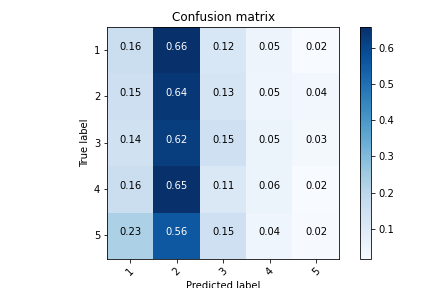 Confusion matrix
1 0.16 0.66 0.12 0.05 0.02
2 0.15 0.64 0.13 0.05 0.04
3 0.14 0.62 0.15 0.05 0.03
4 0.16 0.65 0.11 0.06 0.02
5 0.23 0.56 0.15 0.04 0.02
1 2 3 4 5
True label
Predicted label
0.6
0.5
0.4
0.3
0.2
0.1